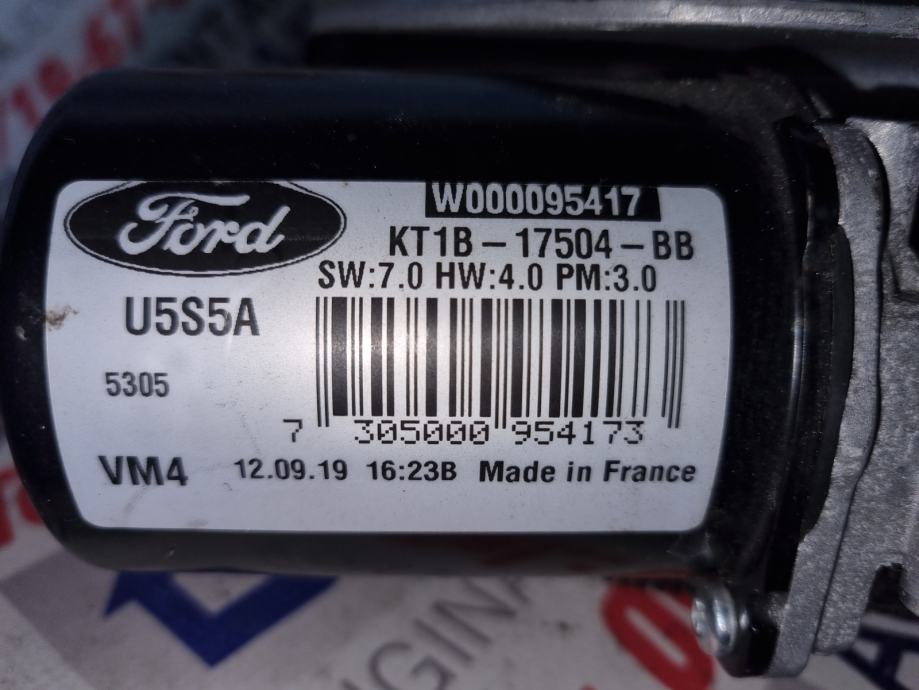 Ford
W000095417
KT1B-17504-BB
SW:7.0 HW:4.0 PM:3.0
U5S5A
5305
7 305000 954173
VM4 12.09.19 16:23B Made in France